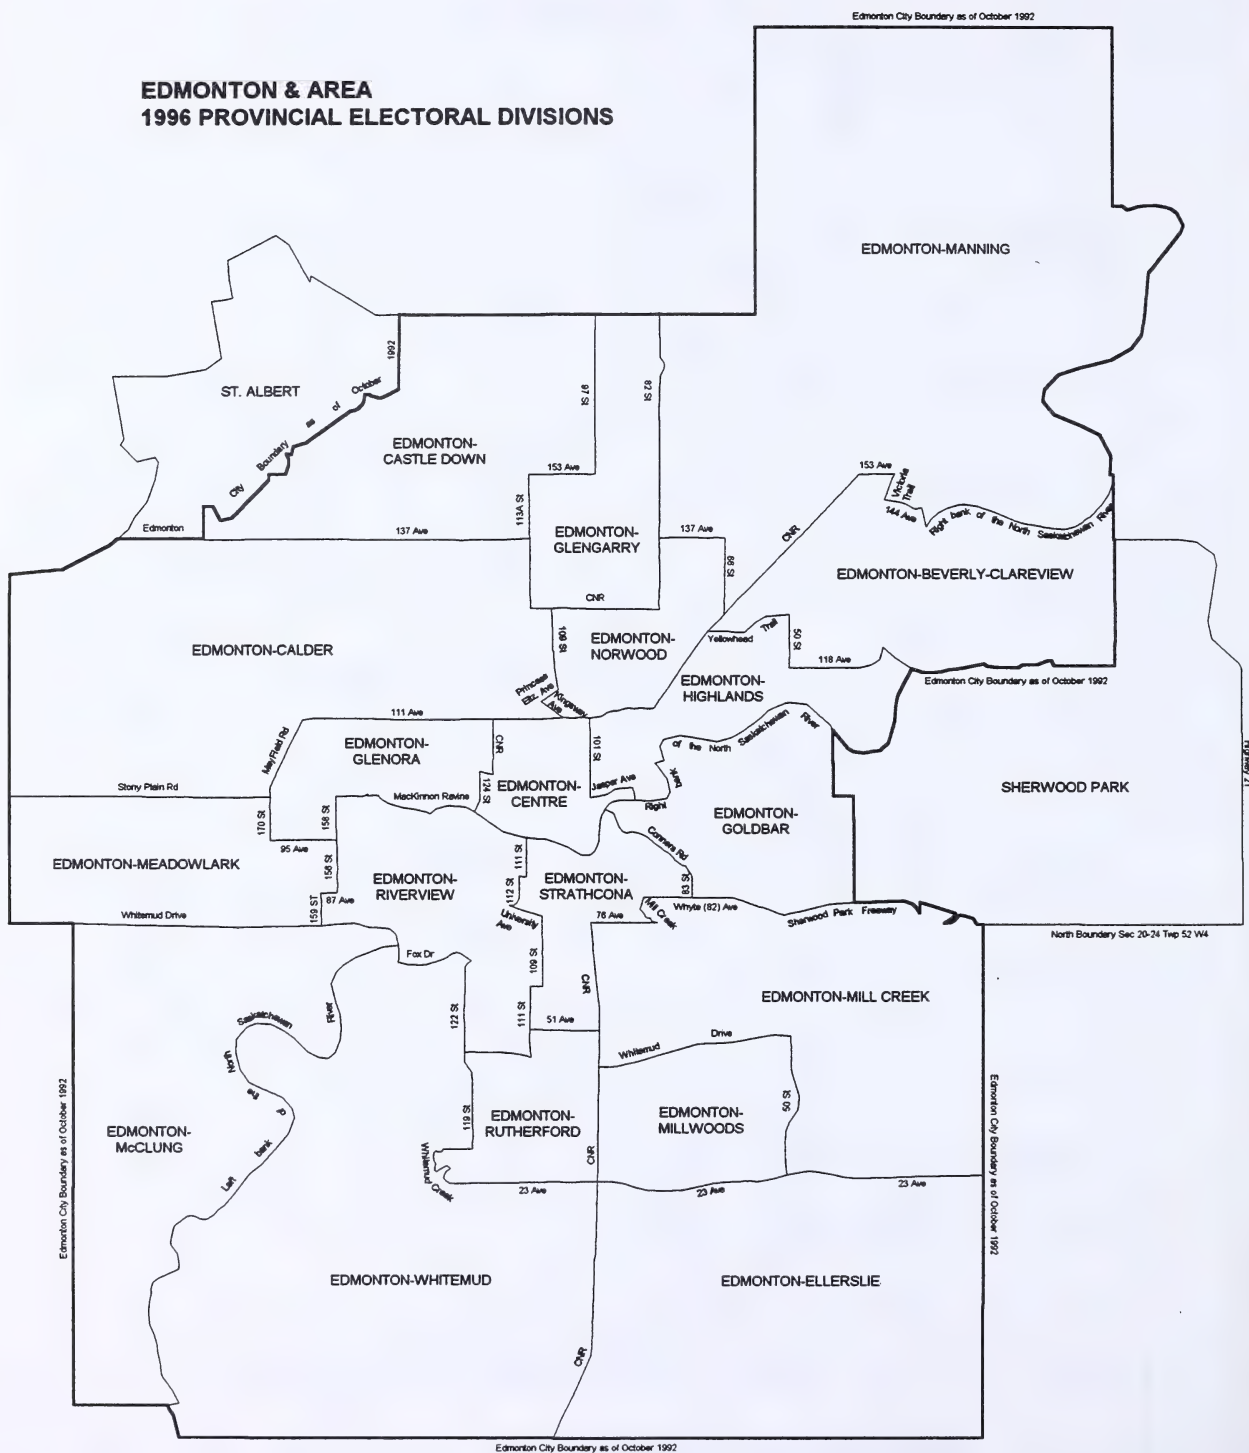 Edmonton City Boundary as of October 1992
EDMONTON & AREA
1996 PROVINCIAL ELECTORAL DIVISIONS
EDMONTON-MANNING
ST. ALBERT
City Boundary as of October 1992
97 St
82 St
EDMONTON-
CASTLE DOWN
153 Ave
153 Ave
Victoria
Trail
144 Ave
Right bank of the North Saskatchewan River
113A St
Edmonton
137 Ave
EDMONTON-
GLENGARRY
137 Ave
CNR
66 St
EDMONTON-BEVERLY-CLAREVIEW
CNR
109 St
EDMONTON-
NORWOOD
Yellowhead Trail
50 St
118 Ave
EDMONTON-CALDER
Edmonton City Boundary as of October 1992
EDMONTON-
HIGHLANDS
Princess
Eliz. Ave
Kingsway
Ave
111 Ave
Mayfield Rd
EDMONTON-
GLENORA
CNR
101 St
Right bank of the North Saskatchewan River
Highway 21
Stony Plain Rd
MacKinnon Ravine
124 St
EDMONTON-
CENTRE
Jasper Ave
SHERWOOD PARK
170 St
158 St
EDMONTON-
GOLDBAR
95 Ave
Connors Rd
EDMONTON-MEADOWLARK
156 St
EDMONTON-
RIVERVIEW
111 St
112 St
EDMONTON-
STRATHCONA
83 St
159 ST
87 Ave
University
Ave
Mill Creek
Whyte (82) Ave
Sherwood Park Freeway
Whitemud Drive
76 Ave
North Boundary Sec 20-24 Twp 52 W4
Fox Dr
109 St
CNR
EDMONTON-MILL CREEK
122 St
111 St
51 Ave
Left bank of the North Saskatchewan River
Whitemud Drive
Edmonton City Boundary as of October 1992
EDMONTON-
McCLUNG
119 St
EDMONTON-
RUTHERFORD
EDMONTON-
MILLWOODS
50 St
Edmonton City Boundary as of October 1992
CNR
Whitemud Creek
23 Ave
23 Ave
23 Ave
EDMONTON-WHITEMUD
EDMONTON-ELLERSLIE
CNR
Edmonton City Boundary as of October 1992